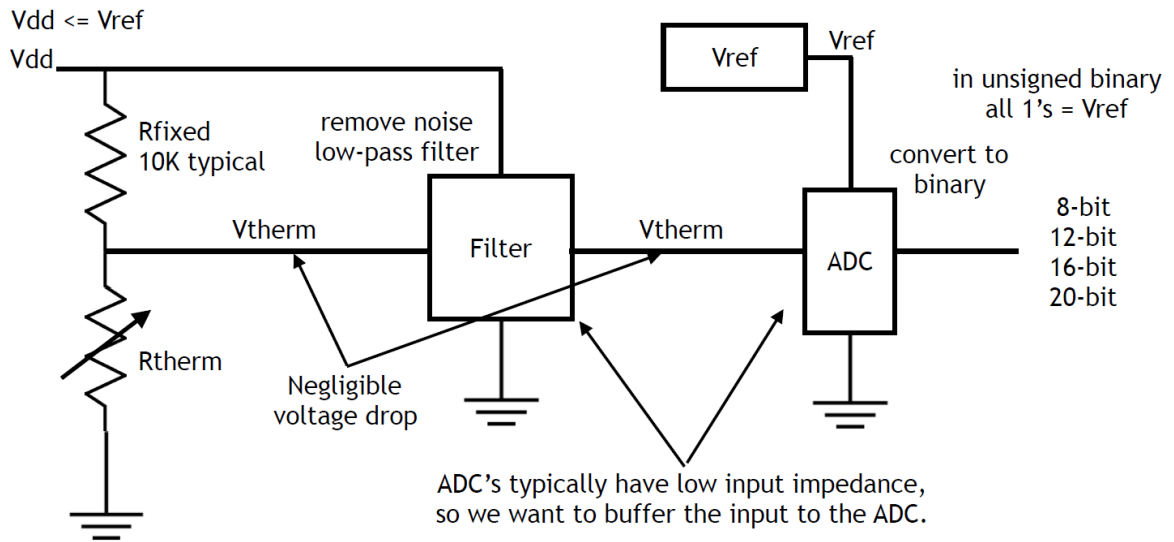 Vdd <= Vref
Vdd
Rfixed
10K typical
remove noise
low-pass filter
Vref
Vref
in unsigned binary
all 1's = Vref
convert to
binary
Vtherm
Filter
Vtherm
ADC
8-bit
12-bit
16-bit
20-bit
Rtherm
Negligible
voltage drop
ADC's typically have low input impedance,
so we want to buffer the input to the ADC.